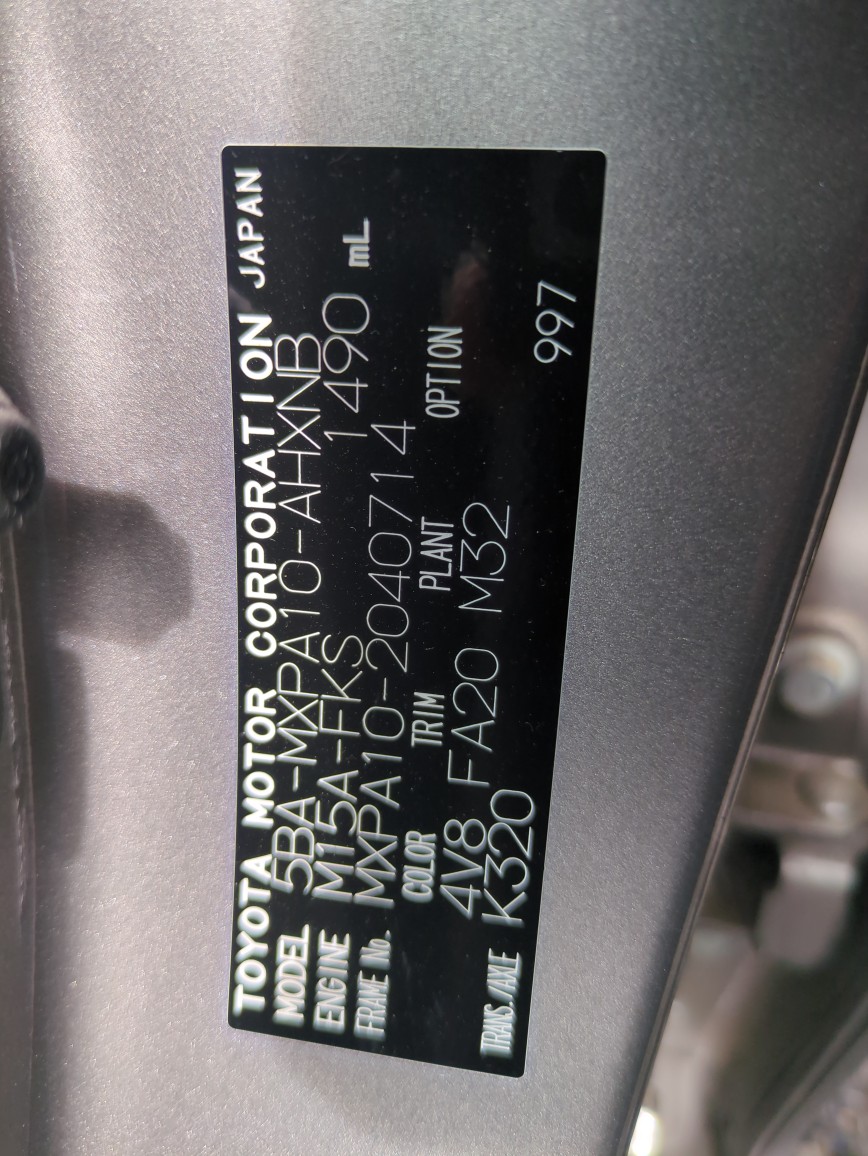 TOYOTA MOTOR CORPORATION JAPAN
MODEL 5BA-MXPA10-AHXNB
ENGINE M15A-FKS 1490 mL
FRAME No. MXPA10-2040714
COLOR TRIM PLANT OPTION
4V8 FA20 M32
TRANS./AXLE K320 997